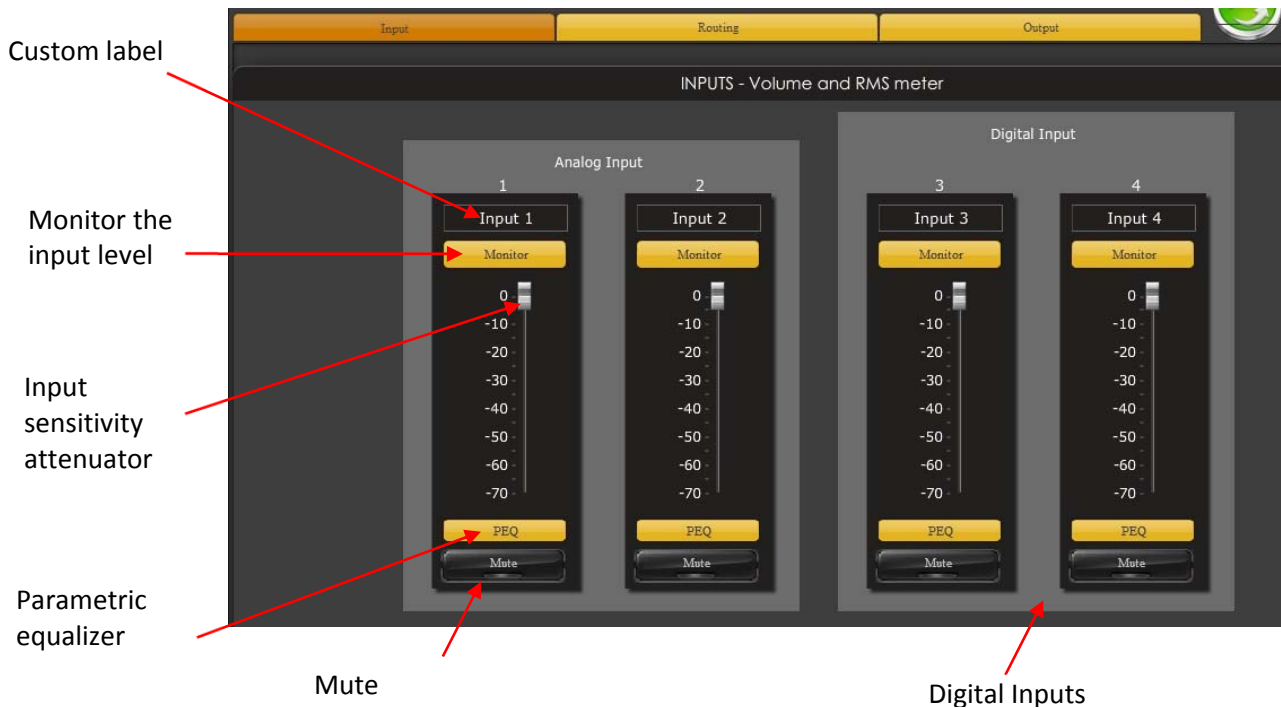 Input Routing Output
INPUTS - Volume and RMS meter
Custom label
Monitor the
input level
Input
sensitivity
attenuator
Parametric
equalizer
Mute
Digital Inputs
Analog Input
1
Input 1
Monitor
0
-10
-20
-30
-40
-50
-60
-70
PEQ
Mute
2
Input 2
Monitor
0
-10
-20
-30
-40
-50
-60
-70
PEQ
Mute
Digital Input
3
Input 3
Monitor
0
-10
-20
-30
-40
-50
-60
-70
PEQ
Mute
4
Input 4
Monitor
0
-10
-20
-30
-40
-50
-60
-70
PEQ
Mute